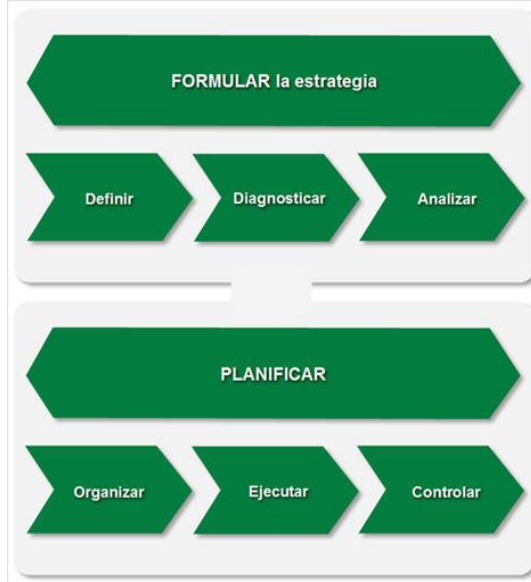 FORMULAR la estrategia
Definir
Diagnosticar
Analizar
PLANIFICAR
Organizar
Ejecutar
Controlar